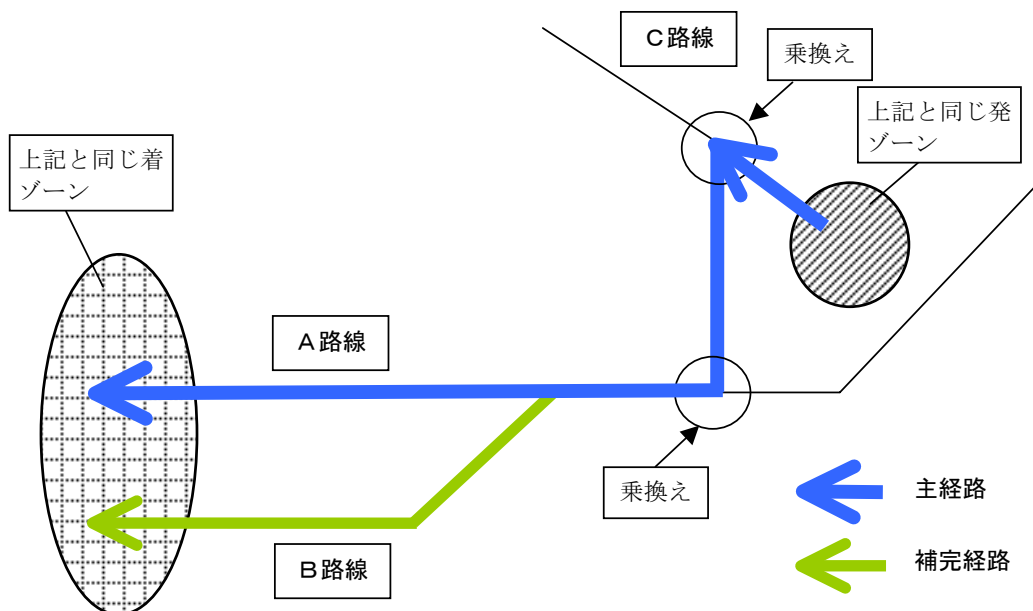 C路線
乗換え
上記と同じ発
ゾーン
上記と同じ着
ゾーン
A路線
乗換え
B路線
主経路
補完経路